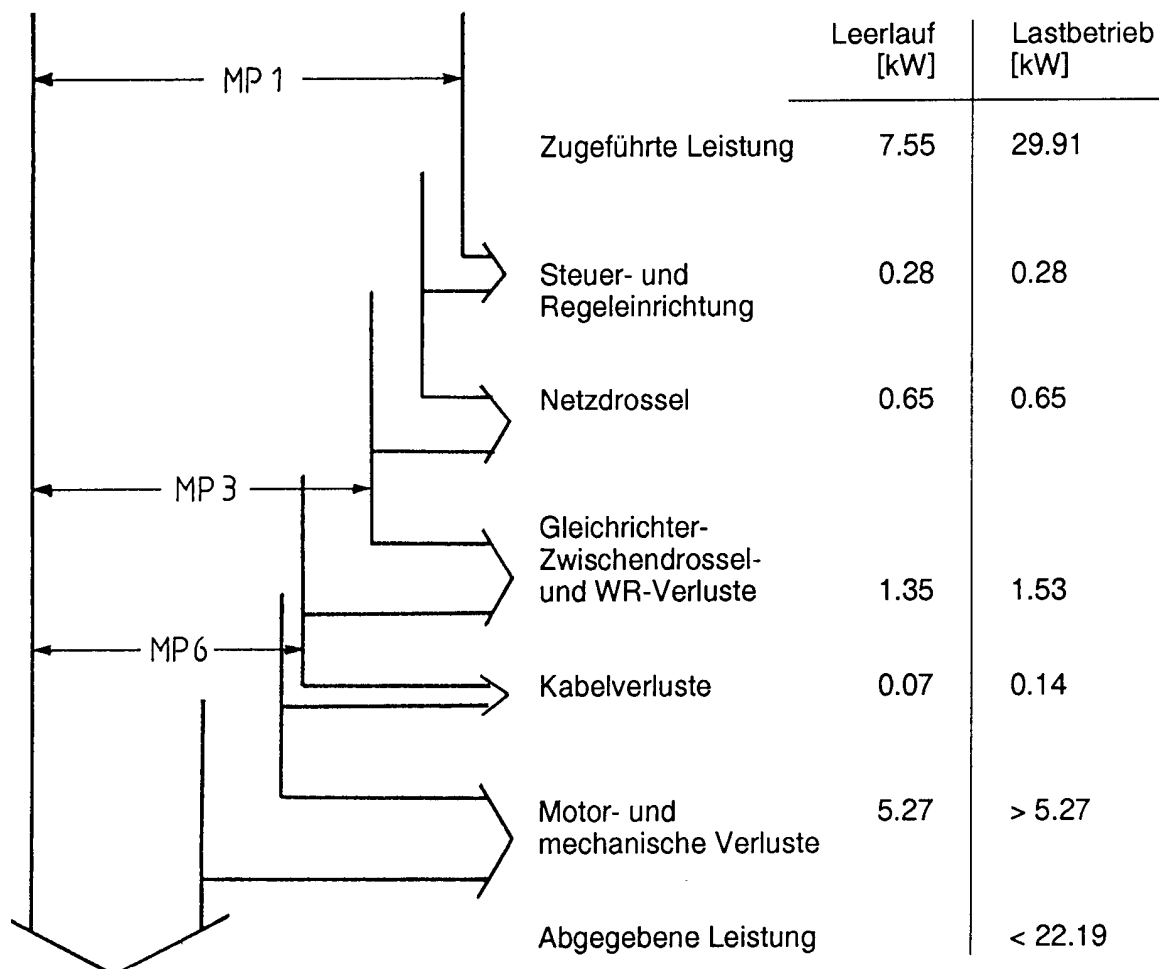 Leerlauf Lastbetrieb
[kW] [kW]
MP 1
Zugeführte Leistung 7.55 29.91
Steuer- und 0.28 0.28
Regeleinrichtung
Netzdrossel 0.65 0.65
MP 3
Gleichrichter-
Zwischendrossel-
und WR-Verluste 1.35 1.53
MP 6
Kabelverluste 0.07 0.14
Motor- und 5.27 > 5.27
mechanische Verluste
Abgegebene Leistung < 22.19